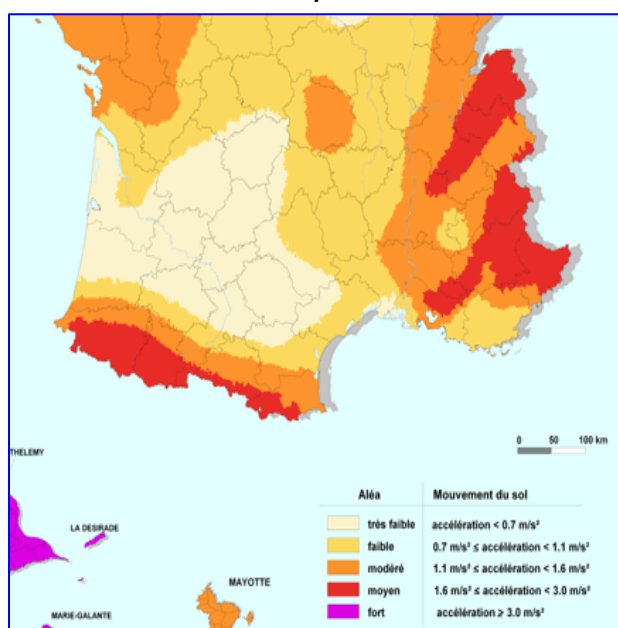 0 50 100 km
THELEMY
LA DESIRADE
MAYOTTE
MARIE-GALANTE
Aléa Mouvement du sol
très faible accélération < 0.7 m/s²
faible 0.7 m/s² ≤ accélération < 1.1 m/s²
modéré 1.1 m/s² ≤ accélération < 1.6 m/s²
moyen 1.6 m/s² ≤ accélération < 3.0 m/s²
fort accélération ≥ 3.0 m/s²